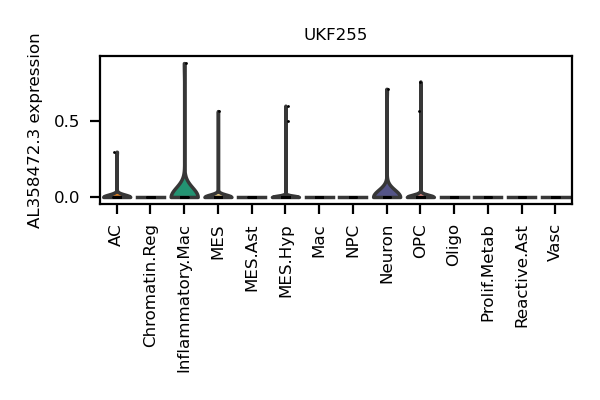 UKF255
AL358472.3 expression
0.5
0.0
AC
Chromatin.Reg
Inflammatory.Mac
MES
MES.Ast
MES.Hyp
Mac
NPC
Neuron
OPC
Oligo
Prolif.Metab
Reactive.Ast
Vasc